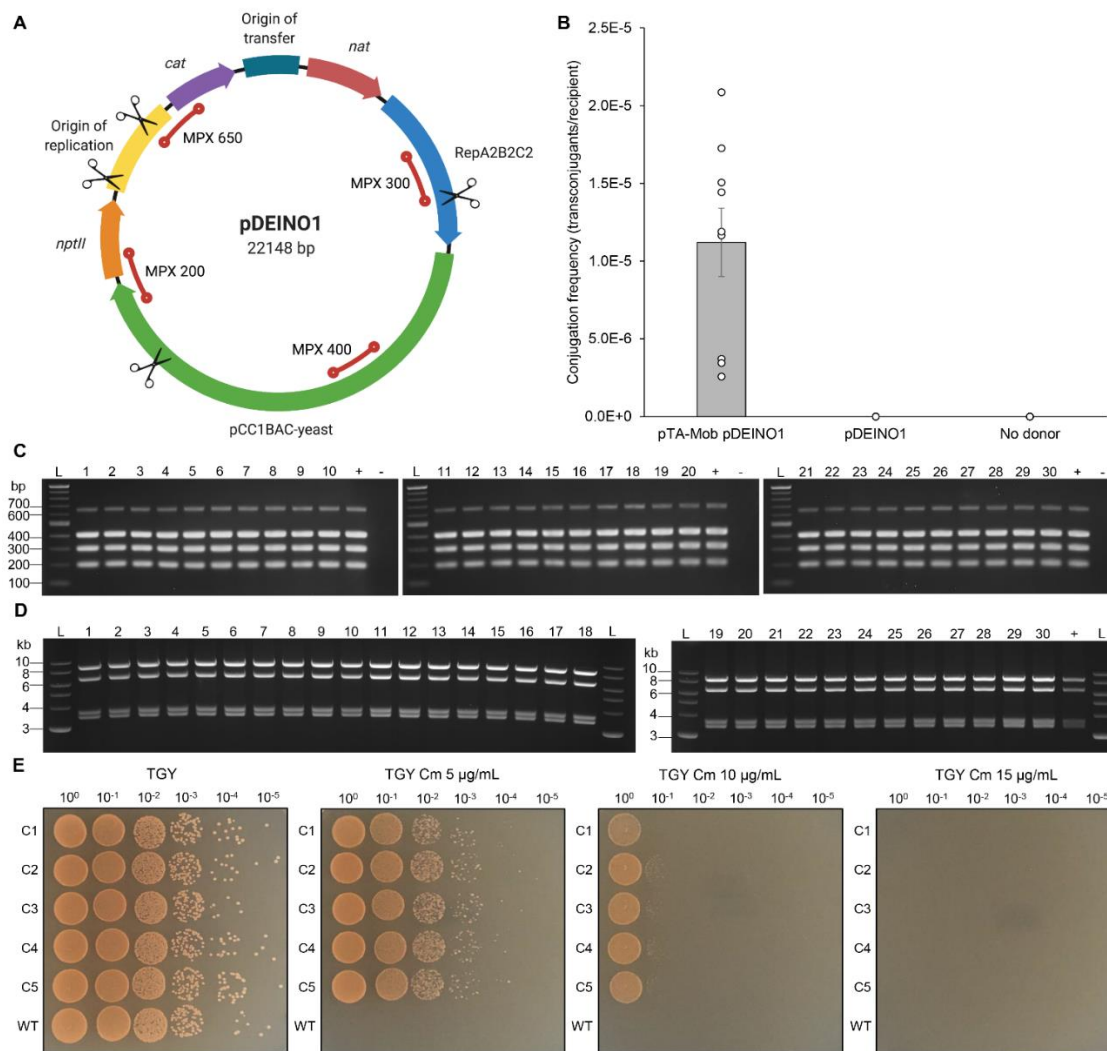 A
Origin of
transfer
cat
nat
Origin of
replication
MPX 650
RepA2B2C2
MPX 300
pDEINO1
22148 bp
nptII
MPX 200
MPX 400
pCC1BAC-yeast
B
Conjugation frequency (transconjugants/recipient)
2.5E-5
2.0E-5
1.5E-5
1.0E-5
5.0E-6
0.0E+0
pTA-Mob pDEINO1 pDEINO1 No donor
C
L 1 2 3 4 5 6 7 8 9 10 + -
L 11 12 13 14 15 16 17 18 19 20 + -
L 21 22 23 24 25 26 27 28 29 30 + -
bp
700
600
400
300
200
100
D
L 1 2 3 4 5 6 7 8 9 10 11 12 13 14 15 16 17 18 L
kb
10
8
6
4
3
L 19 20 21 22 23 24 25 26 27 28 29 30 + L
kb
10
8
6
4
3
E
TGY TGY Cm 5 µg/mL TGY Cm 10 µg/mL TGY Cm 15 µg/mL
10⁰ 10⁻¹ 10⁻² 10⁻³ 10⁻⁴ 10⁻⁵ 10⁰ 10⁻¹ 10⁻² 10⁻³ 10⁻⁴ 10⁻⁵ 10⁰ 10⁻¹ 10⁻² 10⁻³ 10⁻⁴ 10⁻⁵ 10⁰ 10⁻¹ 10⁻² 10⁻³ 10⁻⁴ 10⁻⁵
C1 C1 C1 C1
C2 C2 C2 C2
C3 C3 C3 C3
C4 C4 C4 C4
C5 C5 C5 C5
WT WT WT WT